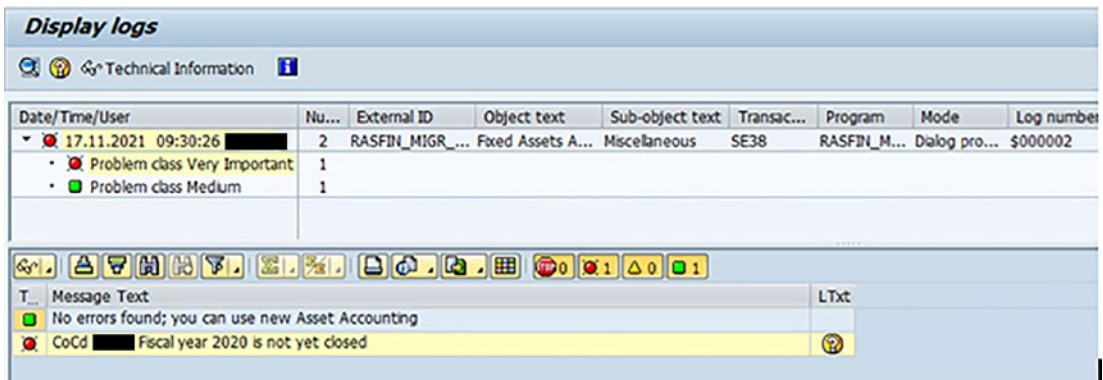 Display logs
Technical Information
Date/Time/User Nu... External ID Object text Sub-object text Transac... Program Mode Log number
17.11.2021 09:30:26 2 RASFIN_MIGR_... Fixed Assets A... Miscellaneous SE38 RASFIN_M... Dialog pro... $000002
Problem class Very Important 1
Problem class Medium 1
STOP 0 1 0 1
T... Message Text LTxt
No errors found; you can use new Asset Accounting
CoCd Fiscal year 2020 is not yet closed